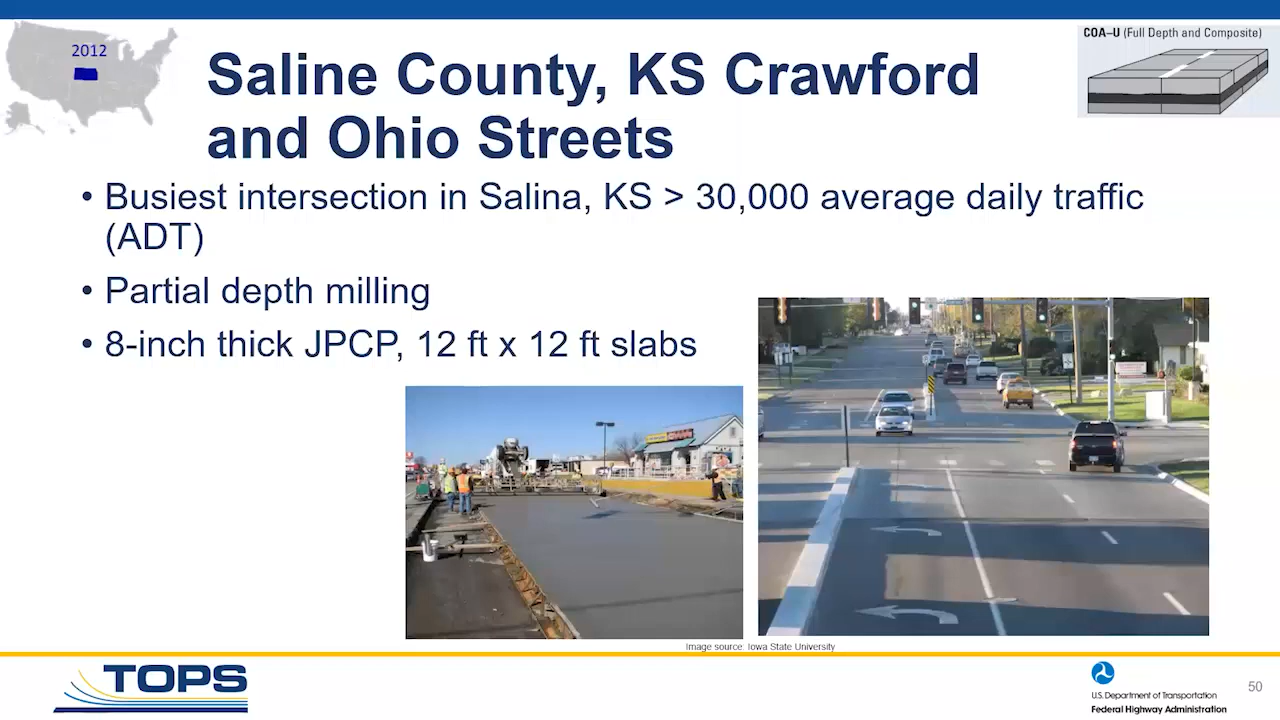 2012
Saline County, KS Crawford
and Ohio Streets
COA–U (Full Depth and Composite)
• Busiest intersection in Salina, KS > 30,000 average daily traffic
(ADT)
• Partial depth milling
• 8-inch thick JPCP, 12 ft x 12 ft slabs
Image source: Iowa State University
TOPS
U.S. Department of Transportation
Federal Highway Administration
50